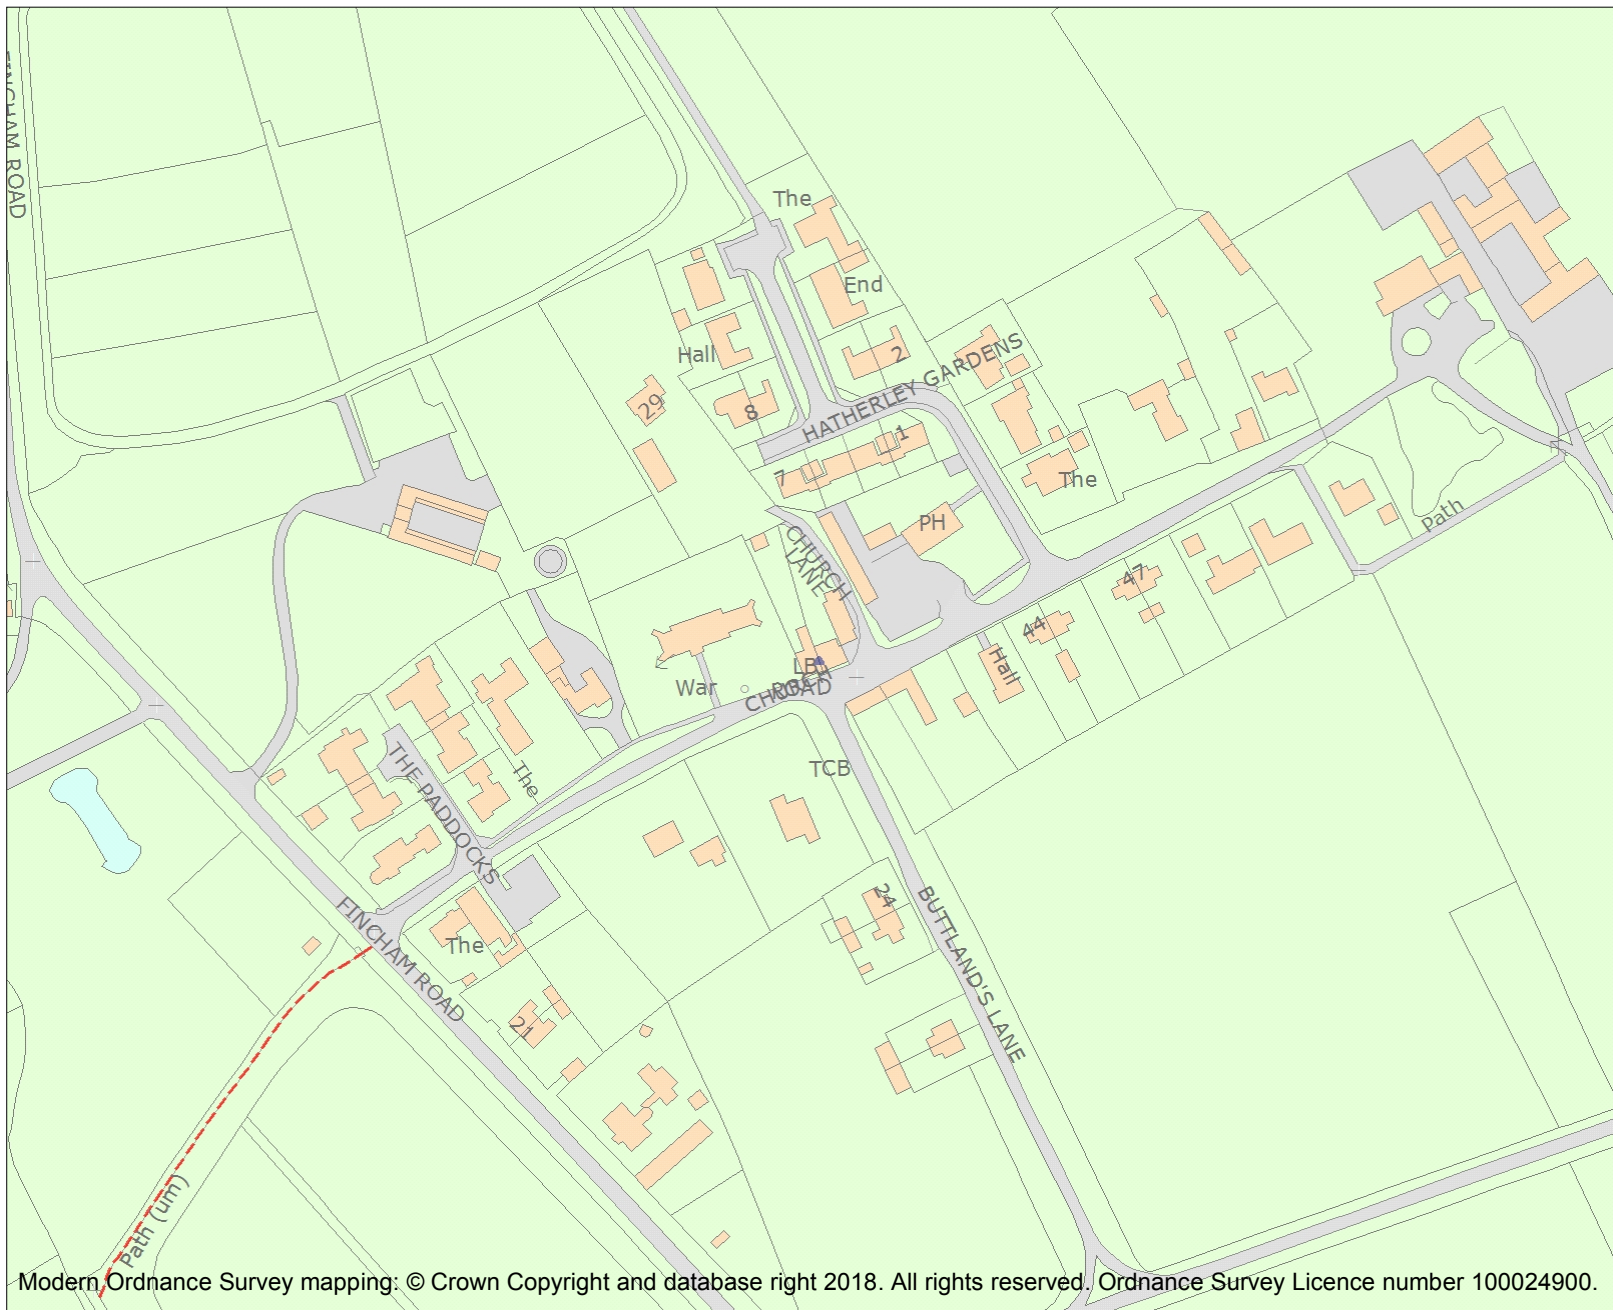 FINCHAM ROAD
The
End
Hall
2
HATHERLEY GARDENS
29
8
1
7
The
PH
Path
CHURCH
LANE
47
44
Hall
LB
War
CHURCH
ROAD
TCB
THE PADDOCKS
The
24
FINCHAM ROAD
The
BUTTLAND'S LANE
21
Path (um)
Modern Ordnance Survey mapping: © Crown Copyright and database right 2018. All rights reserved. Ordnance Survey Licence number 100024900.